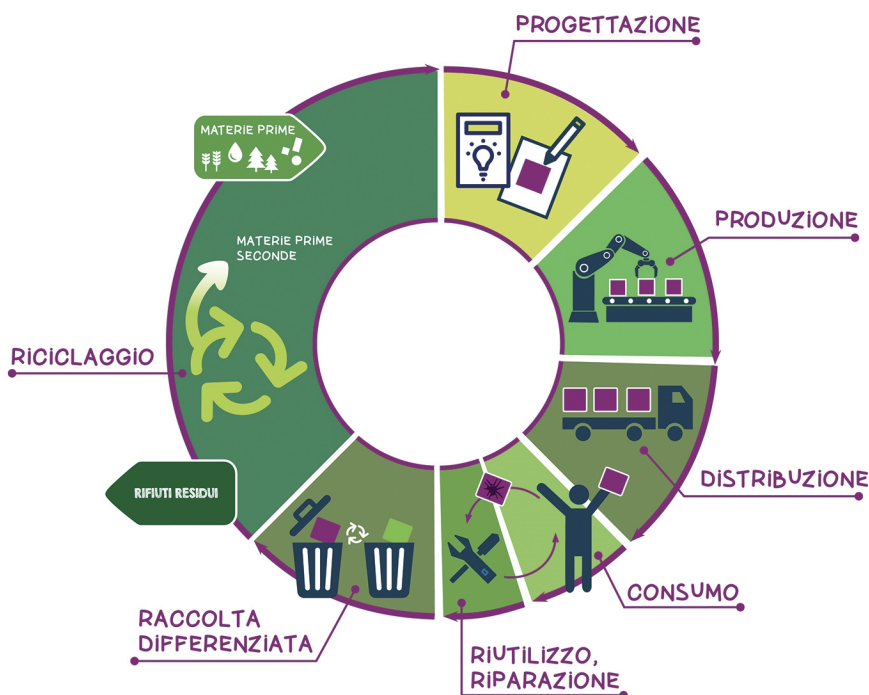 PROGETTAZIONE
MATERIE PRIME
PRODUZIONE
MATERIE PRIME
SECONDE
RICICLAGGIO
DISTRIBUZIONE
RIFIUTI RESIDUI
CONSUMO
RACCOLTA
DIFFERENZIATA
RIUTILIZZO,
RIPARAZIONE